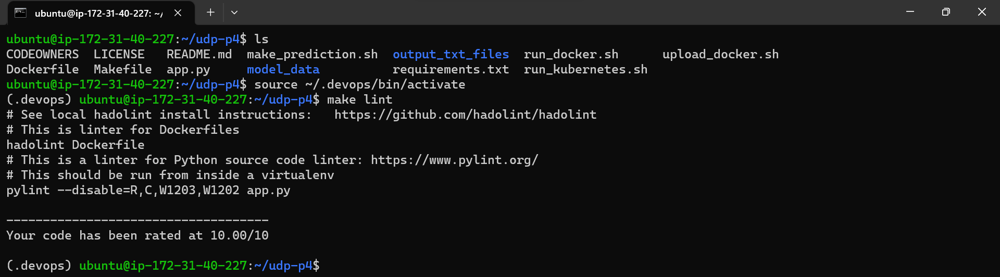 ubuntu@ip-172-31-40-227: ~/
ubuntu@ip-172-31-40-227:~/udp-p4$ ls
CODEOWNERS  LICENSE   README.md  make_prediction.sh  output_txt_files  run_docker.sh      upload_docker.sh
Dockerfile  Makefile  app.py     model_data          requirements.txt  run_kubernetes.sh
ubuntu@ip-172-31-40-227:~/udp-p4$ source ~/.devops/bin/activate
(.devops) ubuntu@ip-172-31-40-227:~/udp-p4$ make lint
# See local hadolint install instructions:   https://github.com/hadolint/hadolint
# This is linter for Dockerfiles
hadolint Dockerfile
# This is a linter for Python source code linter: https://www.pylint.org/
# This should be run from inside a virtualenv
pylint --disable=R,C,W1203,W1202 app.py
------------------------------------
Your code has been rated at 10.00/10
(.devops) ubuntu@ip-172-31-40-227:~/udp-p4$